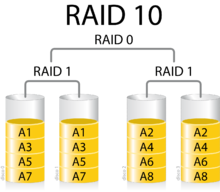 RAID 10
RAID 0
RAID 1 RAID 1
A1 A1 A2 A2
A3 A3 A4 A4
A5 A5 A6 A6
A7 A7 A8 A8